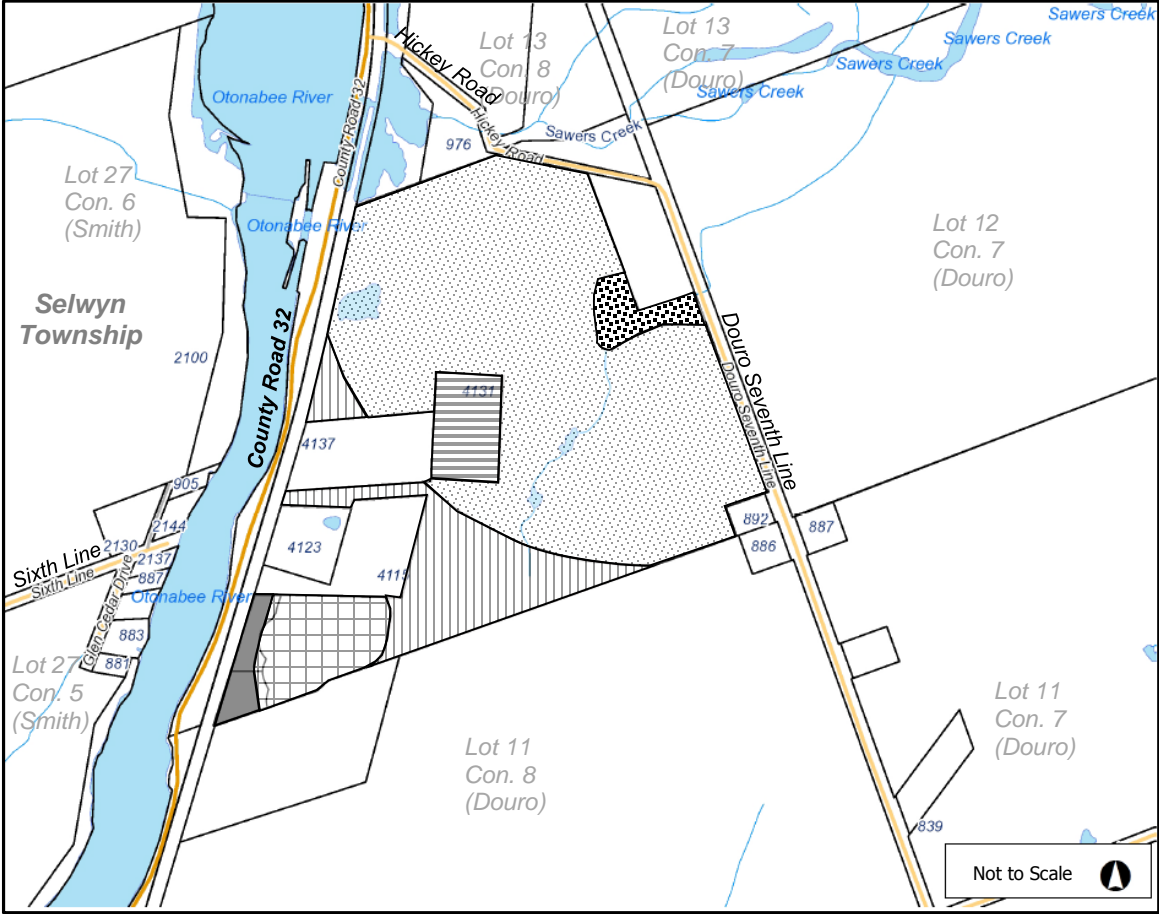 Sawers Creek
Lot 13
Con. 7
(Douro)
Sawers Creek
Hickey Road
Lot 13
Con. 8
(Douro)
Sawers Creek
Sawers Creek
Otonabee River
County Road 32
Hickey Road
Sawers Creek
976
Hickey Road
Lot 27
Con. 6
(Smith)
Otonabee River
Lot 12
Con. 7
(Douro)
Selwyn
Township
2100
County Road 32
Douro Seventh Line
Douro Seventh Line
4131
4137
905
2144
4123
892
887
886
2130
2137
887
Sixth Line
Sixth Line
4115
Otonabee River
Glen Cedar Drive
883
881
Lot 27
Con. 5
(Smith)
Lot 11
Con. 7
(Douro)
Lot 11
Con. 8
(Douro)
839
Not to Scale